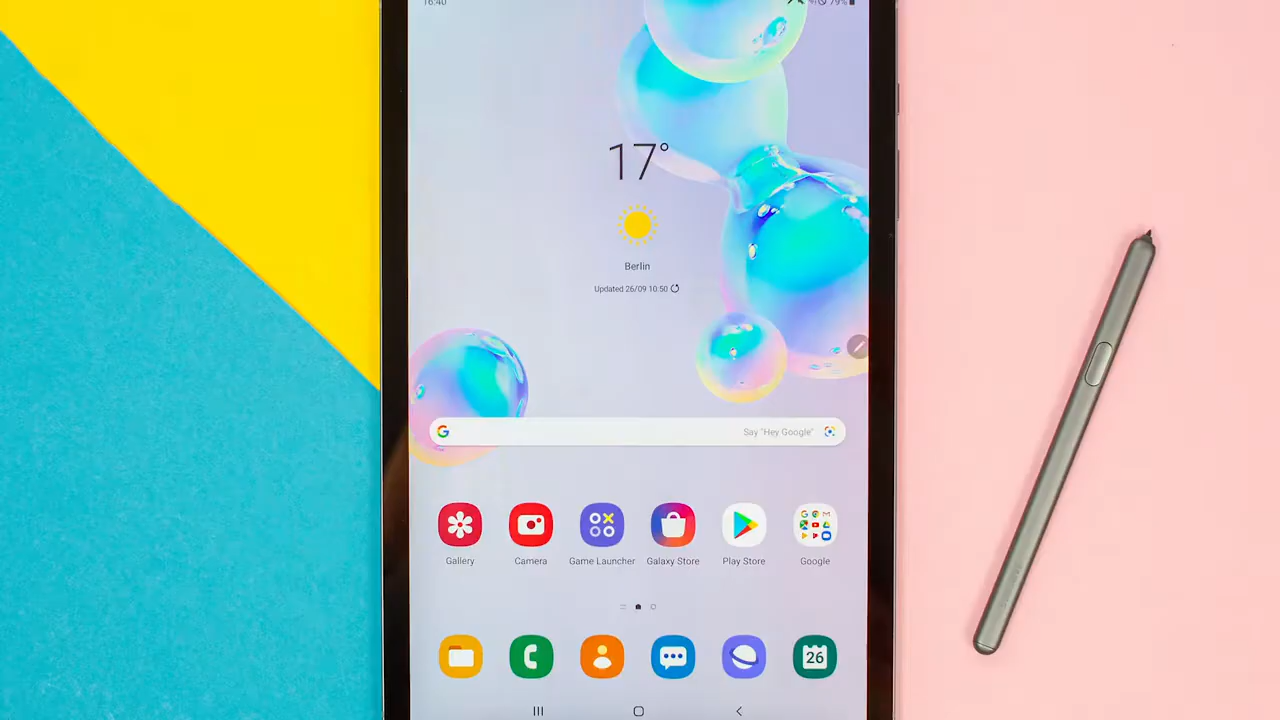 16:40
79%
17°
Berlin
Updated 26/09 10:50
G
Say "Hey Google"
Gallery
Camera
Game Launcher
Galaxy Store
Play Store
Google
26